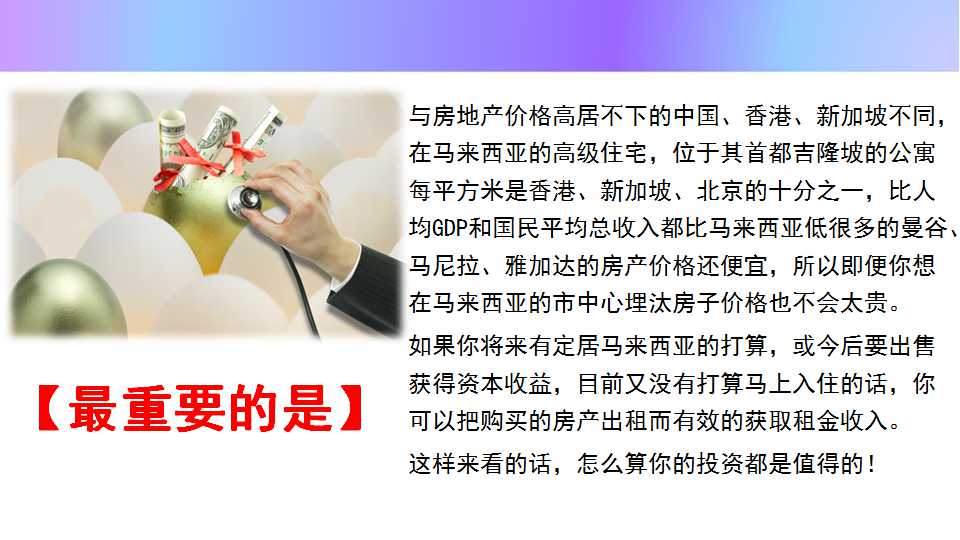 与房地产价格高居不下的中国、香港、新加坡不同，
在马来西亚的高级住宅，位于其首都吉隆坡的公寓
每平方米是香港、新加坡、北京的十分之一，比人
均GDP和国民平均总收入都比马来西亚低很多的曼谷、
马尼拉、雅加达的房产价格还便宜，所以即便你想
在马来西亚的市中心埋汰房子价格也不会太贵。
如果你将来有定居马来西亚的打算，或今后要出售
获得资本收益，目前又没有打算马上入住的话，你
可以把购买的房产出租而有效的获取租金收入。
这样来看的话，怎么算你的投资都是值得的！
【最重要的是】